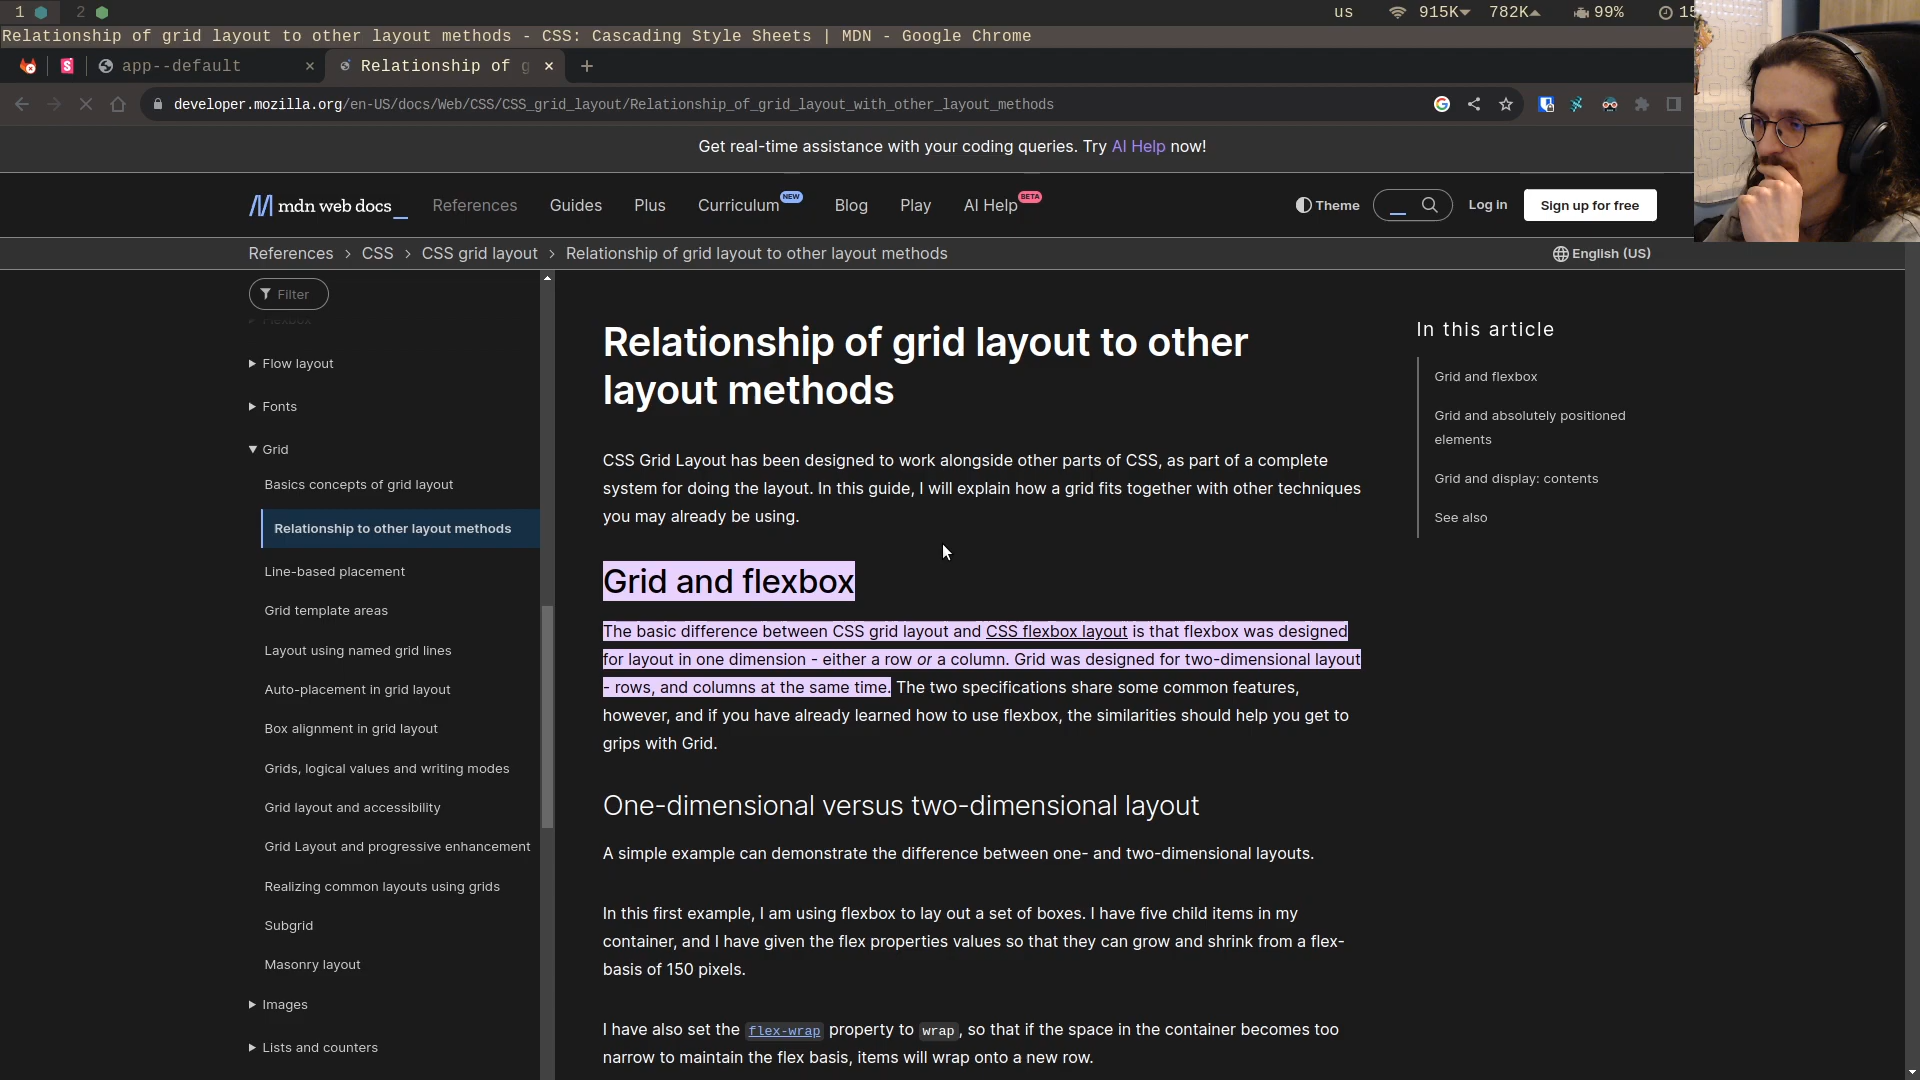 1 2 us 915K 782K 99% 15
Relationship of grid layout to other layout methods - CSS: Cascading Style Sheets | MDN - Google Chrome
app--default × Relationship of g × +
developer.mozilla.org/en-US/docs/Web/CSS/CSS_grid_layout/Relationship_of_grid_layout_with_other_layout_methods
Get real-time assistance with your coding queries. Try AI Help now!
mdn web docs_ References Guides Plus Curriculum NEW Blog Play AI Help BETA Theme Log in Sign up for free
References > CSS > CSS grid layout > Relationship of grid layout to other layout methods English (US)
Filter
Flexbox
Flow layout
Fonts
Grid
Basics concepts of grid layout
Relationship to other layout methods
Line-based placement
Grid template areas
Layout using named grid lines
Auto-placement in grid layout
Box alignment in grid layout
Grids, logical values and writing modes
Grid layout and accessibility
Grid Layout and progressive enhancement
Realizing common layouts using grids
Subgrid
Masonry layout
Images
Lists and counters
Relationship of grid layout to other
layout methods
CSS Grid Layout has been designed to work alongside other parts of CSS, as part of a complete
system for doing the layout. In this guide, I will explain how a grid fits together with other techniques
you may already be using.
Grid and flexbox
The basic difference between CSS grid layout and CSS flexbox layout is that flexbox was designed
for layout in one dimension - either a row or a column. Grid was designed for two-dimensional layout
- rows, and columns at the same time. The two specifications share some common features,
however, and if you have already learned how to use flexbox, the similarities should help you get to
grips with Grid.
One-dimensional versus two-dimensional layout
A simple example can demonstrate the difference between one- and two-dimensional layouts.
In this first example, I am using flexbox to lay out a set of boxes. I have five child items in my
container, and I have given the flex properties values so that they can grow and shrink from a flex-
basis of 150 pixels.
I have also set the flex-wrap property to wrap, so that if the space in the container becomes too
narrow to maintain the flex basis, items will wrap onto a new row.
In this article
Grid and flexbox
Grid and absolutely positioned
elements
Grid and display: contents
See also